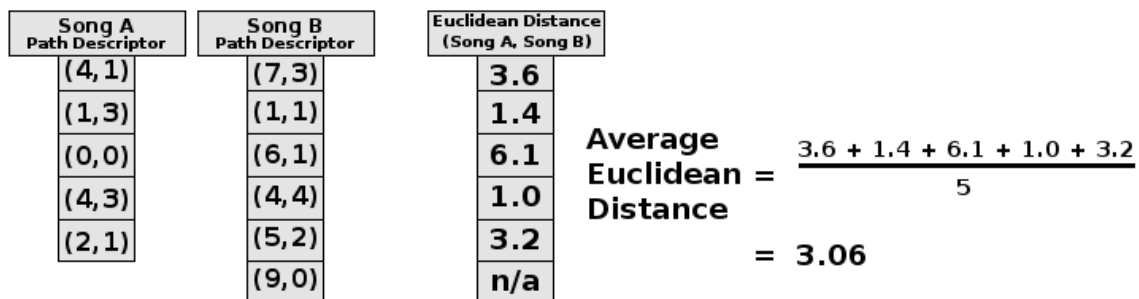 Song A
Path Descriptor
(4,1)
(1,3)
(0,0)
(4,3)
(2,1)
Song B
Path Descriptor
(7,3)
(1,1)
(6,1)
(4,4)
(5,2)
(9,0)
Euclidean Distance
(Song A, Song B)
3.6
1.4
6.1
1.0
3.2
n/a
Average
Euclidean =
Distance
3.6 + 1.4 + 6.1 + 1.0 + 3.2
5
= 3.06